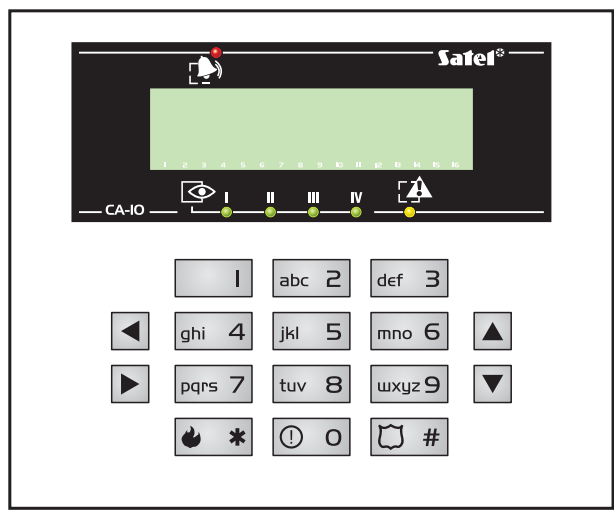 Satel
1 2 3 4 5 6 7 8 9 10 11 12 13 14 15 16
I II III IV
CA-10
1 abc 2 def 3
ghi 4 jkl 5 mno 6
pqrs 7 tuv 8 wxyz 9
* 0 #